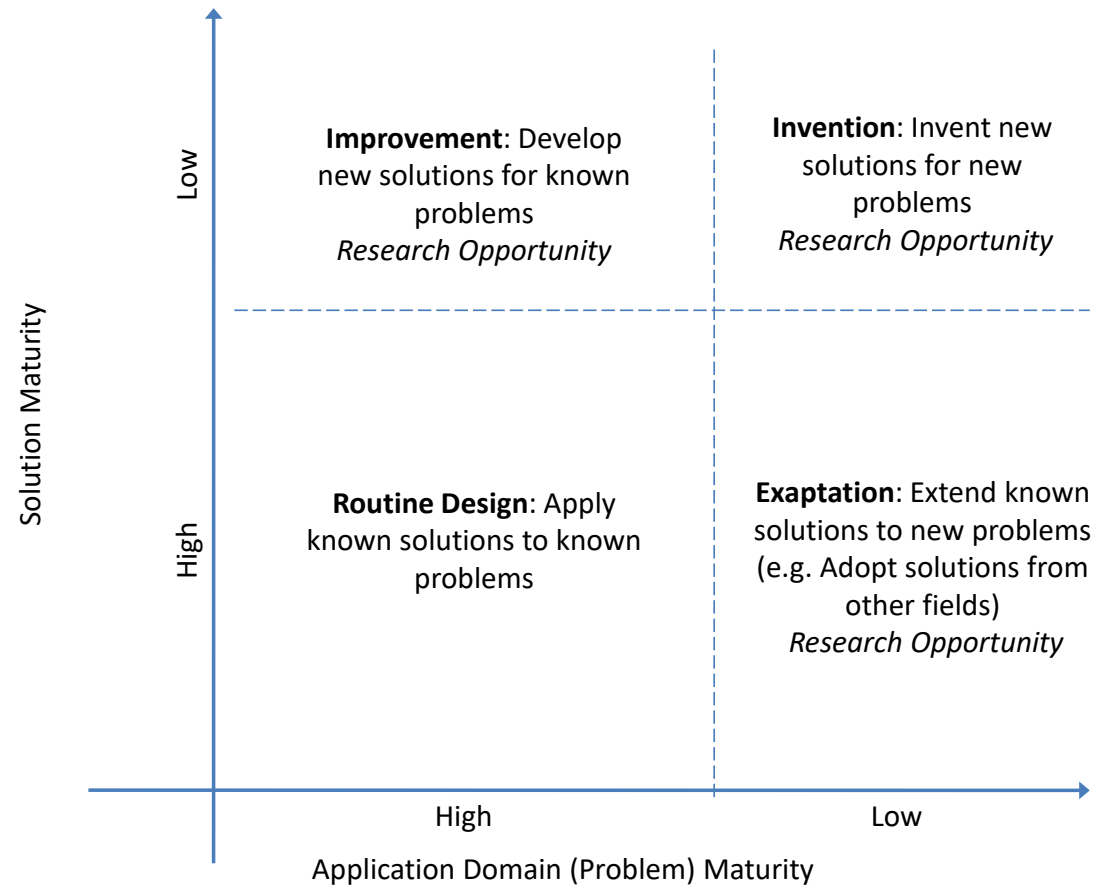 Solution Maturity
Low
High
Improvement: Develop
new solutions for known
problems
Research Opportunity
Invention: Invent new
solutions for new
problems
Research Opportunity
Routine Design: Apply
known solutions to known
problems
Exaptation: Extend known
solutions to new problems
(e.g. Adopt solutions from
other fields)
Research Opportunity
High
Low
Application Domain (Problem) Maturity